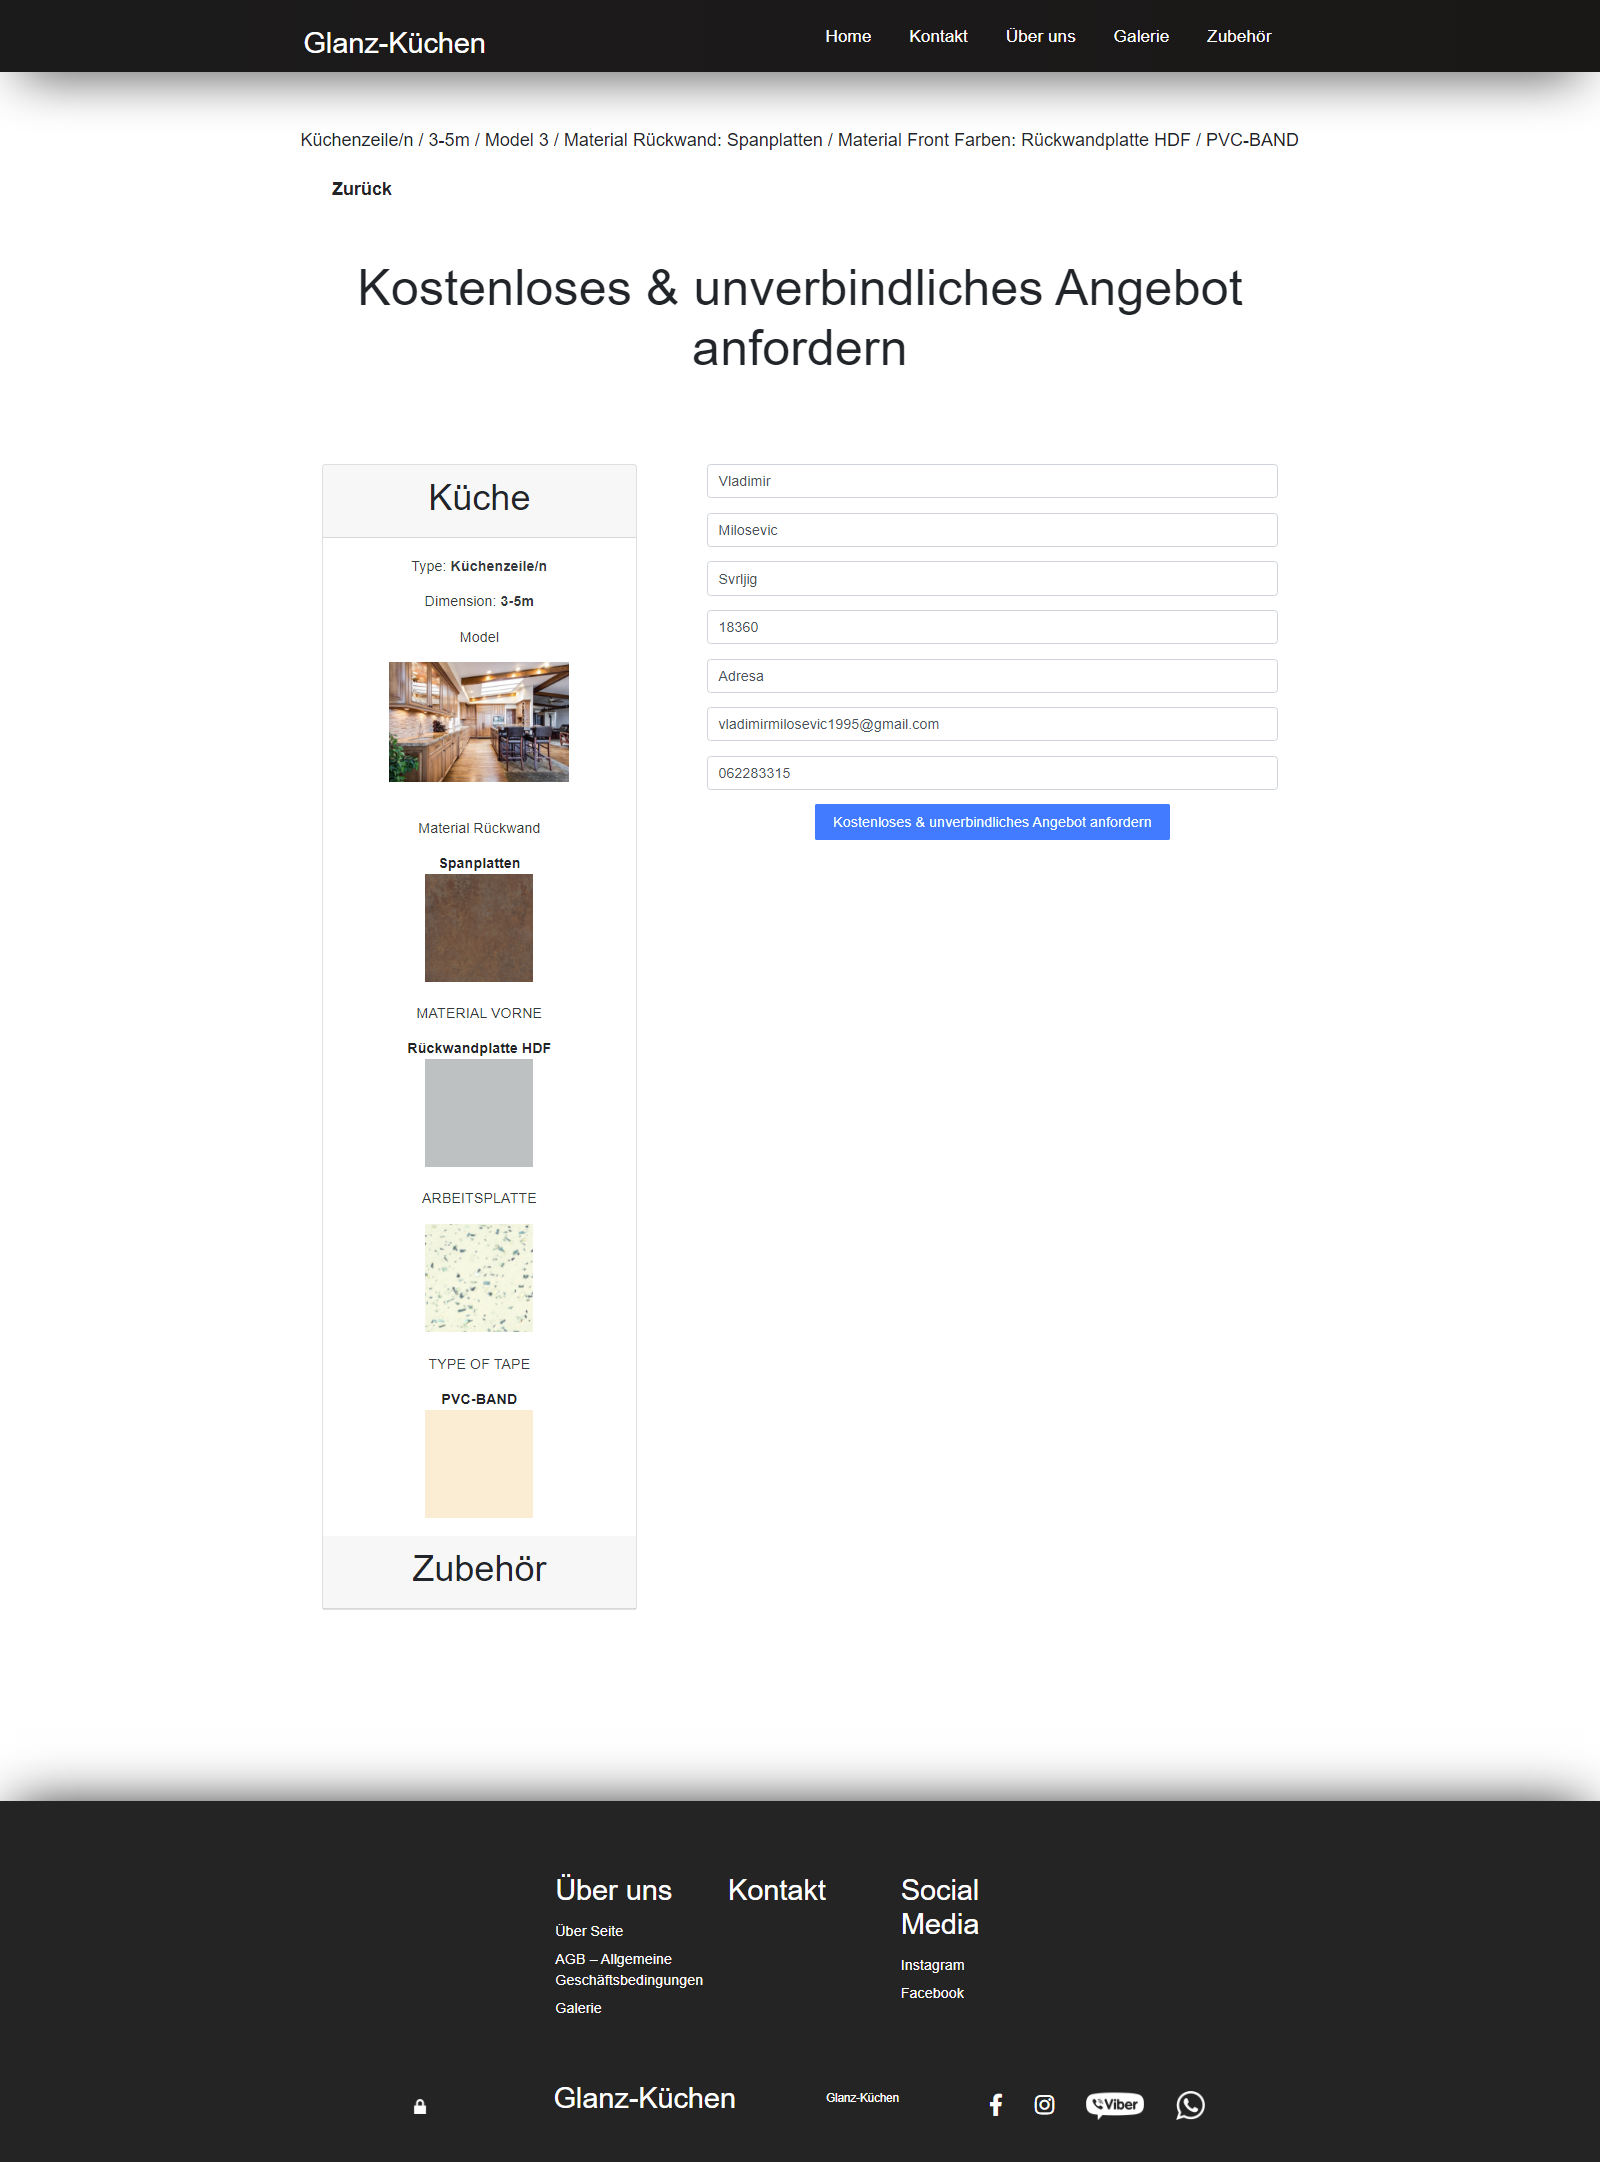 Glanz-Küchen
Home Kontakt Über uns Galerie Zubehör
Küchenzeile/n / 3-5m / Model 3 / Material Rückwand: Spanplatten / Material Front Farben: Rückwandplatte HDF / PVC-BAND
Zurück
Kostenloses & unverbindliches Angebot
anfordern
Küche
Type: Küchenzeile/n
Dimension: 3-5m
Model
Material Rückwand
Spanplatten
MATERIAL VORNE
Rückwandplatte HDF
ARBEITSPLATTE
TYPE OF TAPE
PVC-BAND
Zubehör
Vladimir
Milosevic
Svrljig
18360
Adresa
vladimirmilosevic1995@gmail.com
062283315
Kostenloses & unverbindliches Angebot anfordern
Über uns
Über Seite
AGB – Allgemeine
Geschäftsbedingungen
Galerie
Kontakt
Social
Media
Instagram
Facebook
Glanz-Küchen
Glanz-Küchen
Viber